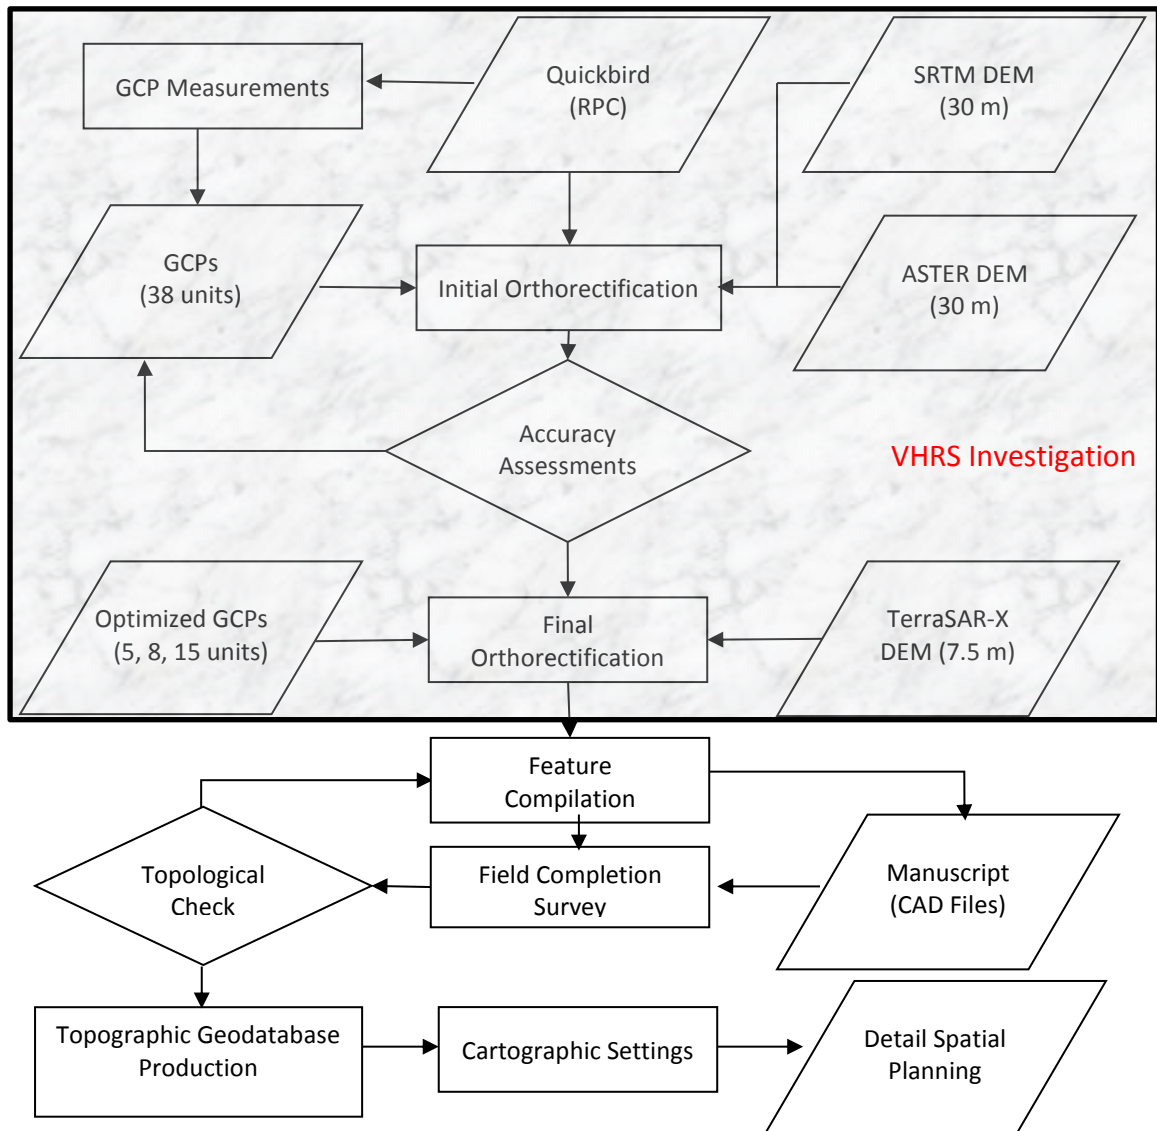 GCP Measurements
Quickbird
(RPC)
SRTM DEM
(30 m)
GCPs
(38 units)
Initial Orthorectification
ASTER DEM
(30 m)
Accuracy
Assessments
VHRS Investigation
Optimized GCPs
(5, 8, 15 units)
Final
Orthorectification
TerraSAR-X
DEM (7.5 m)
Feature
Compilation
Topological
Check
Field Completion
Survey
Manuscript
(CAD Files)
Topographic Geodatabase
Production
Cartographic Settings
Detail Spatial
Planning